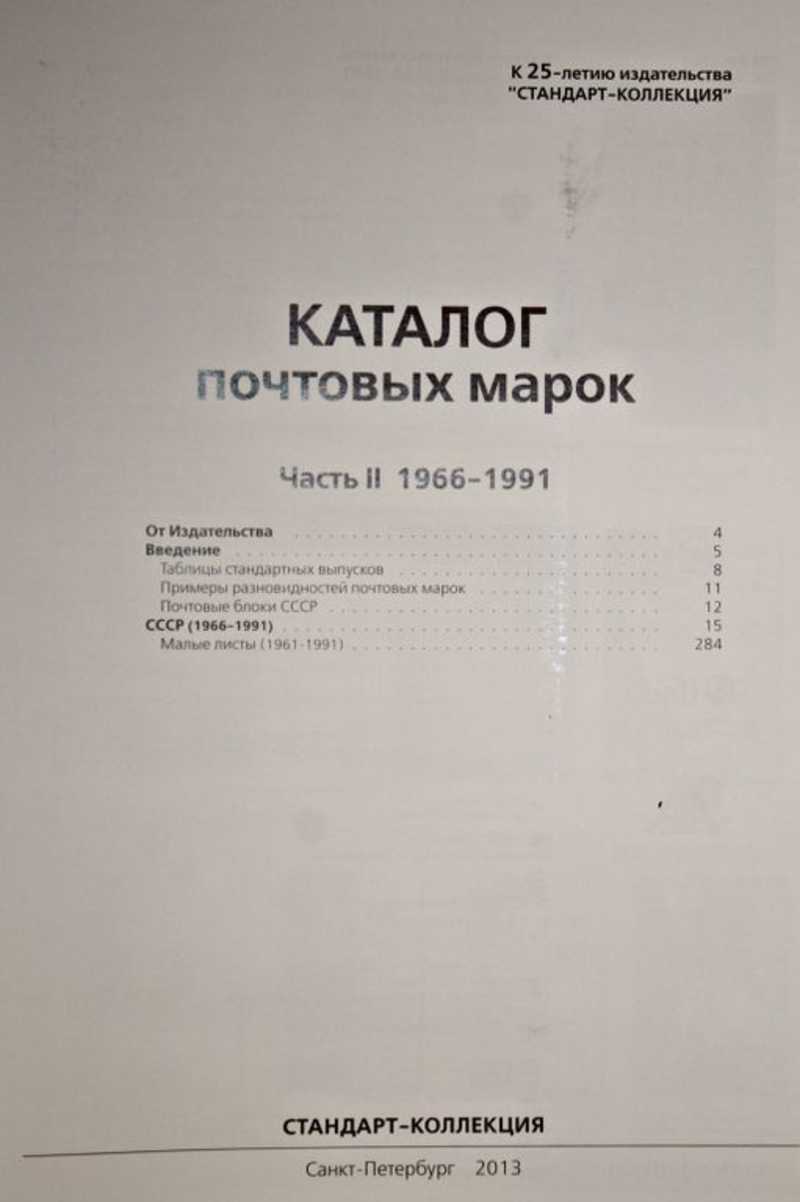 К 25-летию издательства
"СТАНДАРТ-КОЛЛЕКЦИЯ"
КАТАЛОГ
почтовых марок
Часть II 1966-1991
От Издательства . . . . . . . . . . . . . . . . . . . . . . . . . . . . . . . 4
Введение . . . . . . . . . . . . . . . . . . . . . . . . . . . . . . . . . . 5
Таблицы стандартных выпусков . . . . . . . . . . . . . . . . . . . . . . 8
Примеры разновидностей почтовых марок . . . . . . . . . . . . . . . 11
Почтовые блоки СССР . . . . . . . . . . . . . . . . . . . . . . . . . . . 12
СССР (1966-1991) . . . . . . . . . . . . . . . . . . . . . . . . . . . . . . 15
Малые листы (1961-1991) . . . . . . . . . . . . . . . . . . . . . . . . . 284
СТАНДАРТ-КОЛЛЕКЦИЯ
Санкт-Петербург 2013